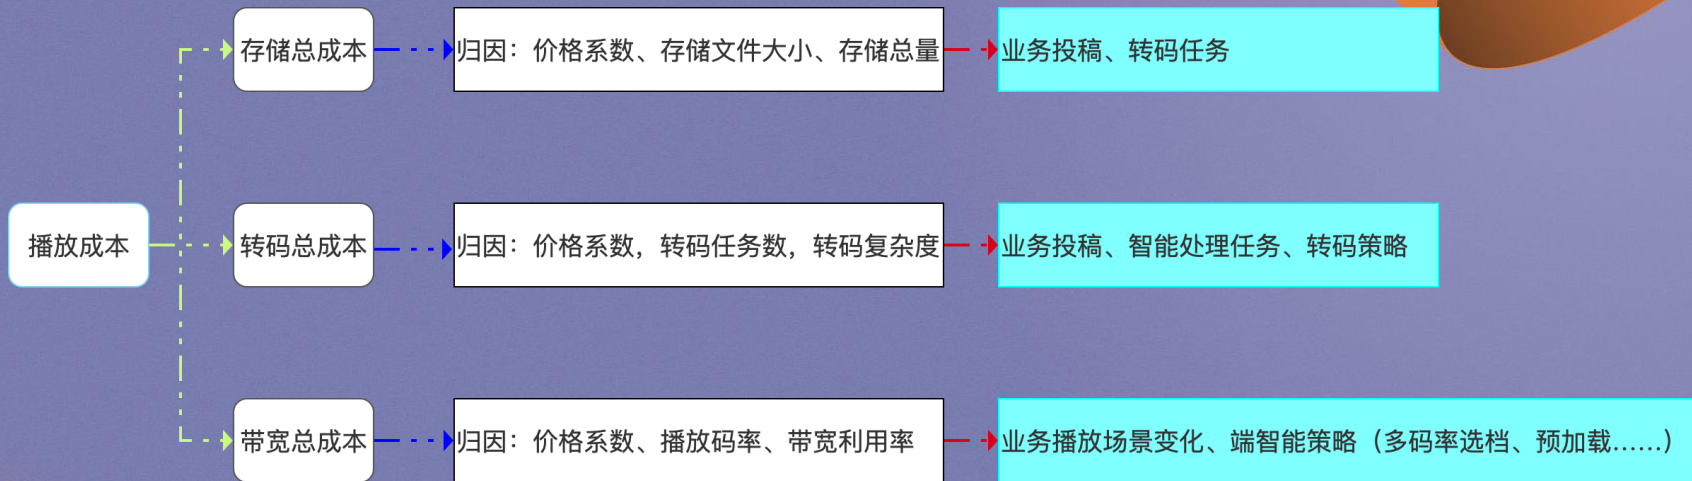 存储总成本
归因：价格系数、存储文件大小、存储总量
业务投稿、转码任务
播放成本
转码总成本
归因：价格系数，转码任务数，转码复杂度
业务投稿、智能处理任务、转码策略
带宽总成本
归因：价格系数、播放码率、带宽利用率
业务播放场景变化、端智能策略（多码率选档、预加载……）